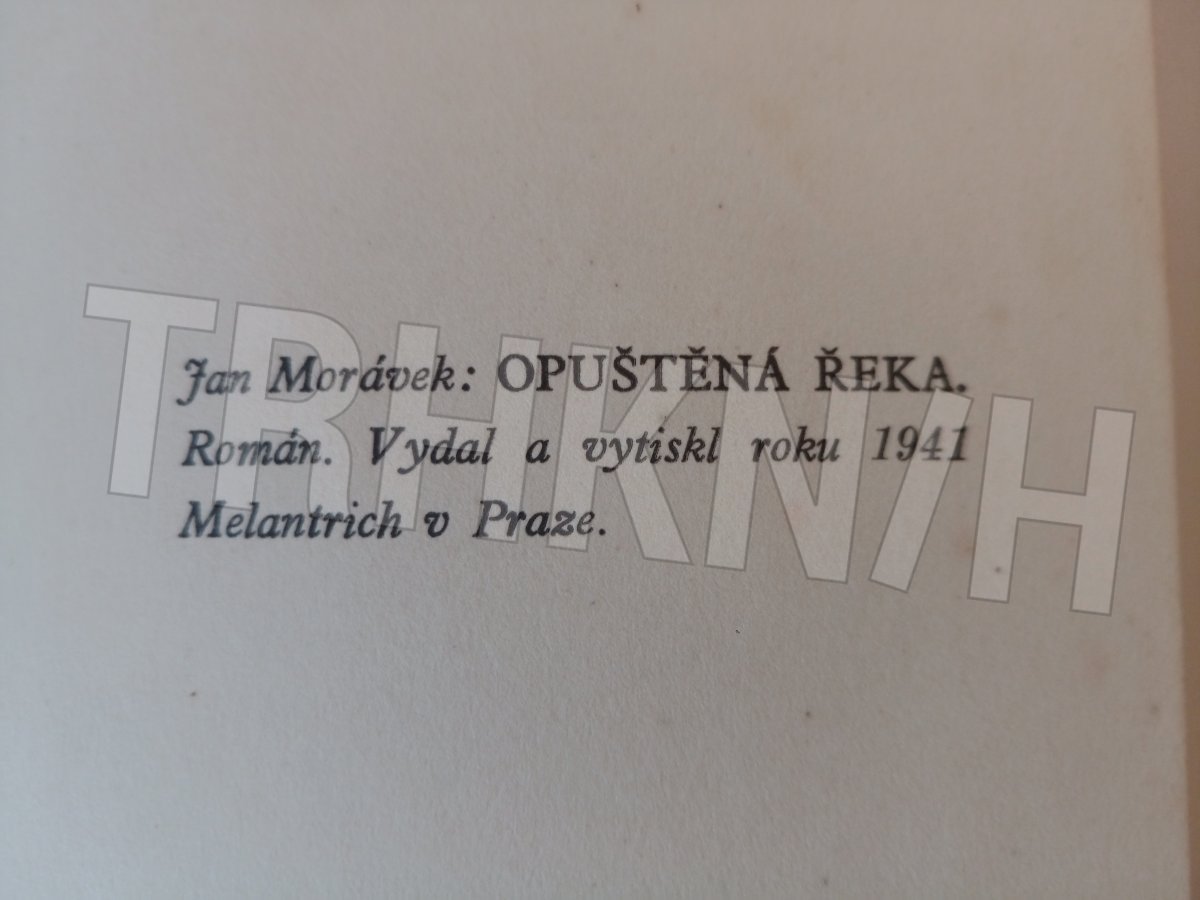 Jan Morávek: OPUŠTĚNÁ ŘEKA.
Román. Vydal a vytiskl roku 1941
Melantrich v Praze.
TRHKNIH